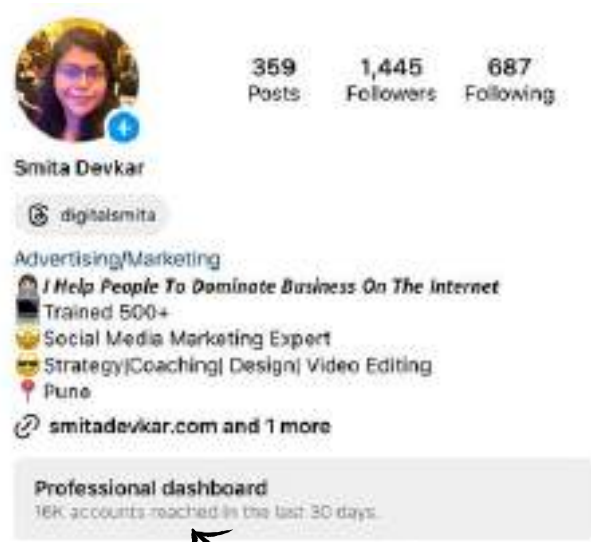 359 1,445 687
Posts Followers Following
Smita Devkar
digitalsmita
Advertising/Marketing
I Help People To Dominate Business On The Internet
Trained 500+
Social Media Marketing Expert
Strategy|Coaching| Design| Video Editing
Pune
smitadevkar.com and 1 more
Professional dashboard
16K accounts reached in the last 30 days.